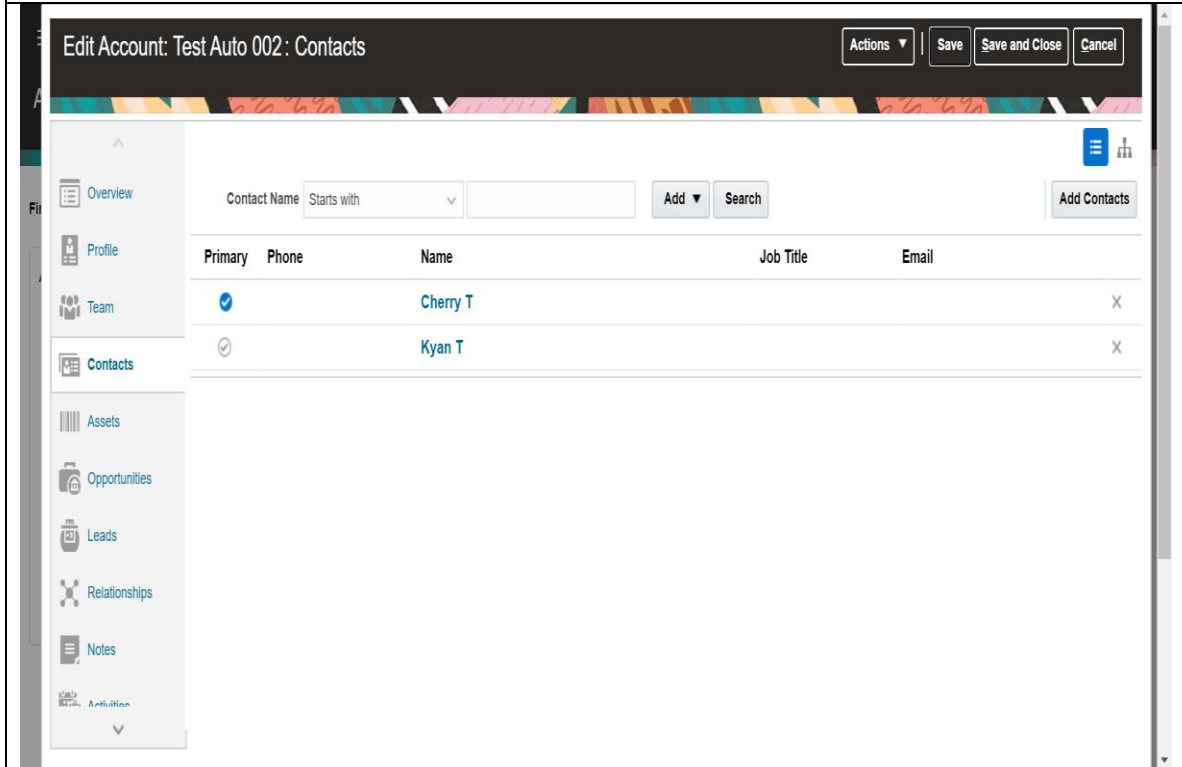 Edit Account: Test Auto 002 : Contacts
Actions ▼ | Save Save and Close Cancel
Overview
Contact Name Starts with Add ▼ Search Add Contacts
Profile
Primary Phone Name Job Title Email
Team
Cherry T
Kyan T
Contacts
Assets
Opportunities
Leads
Relationships
Notes
Activities